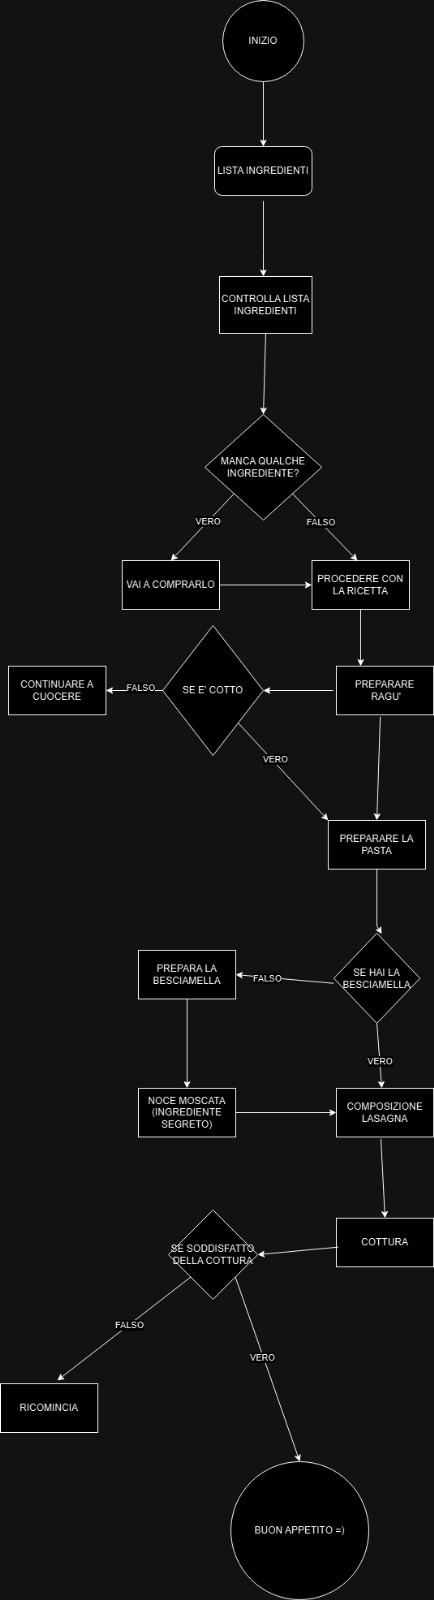 INIZIO
LISTA INGREDIENTI
CONTROLLA LISTA
INGREDIENTI
MANCA QUALCHE
INGREDIENTE?
VERO
FALSO
VAI A COMPRARLO
PROCEDERE CON
LA RICETTA
CONTINUARE A
CUOCERE
FALSO
SE E' COTTO
PREPARARE
RAGU'
VERO
PREPARARE LA
PASTA
PREPARA LA
BESCIAMELLA
FALSO
SE HAI LA
BESCIAMELLA
VERO
NOCE MOSCATA
(INGREDIENTE
SEGRETO)
COMPOSIZIONE
LASAGNA
SE SODDISFATTO
DELLA COTTURA
COTTURA
FALSO
VERO
RICOMINCIA
BUON APPETITO =)